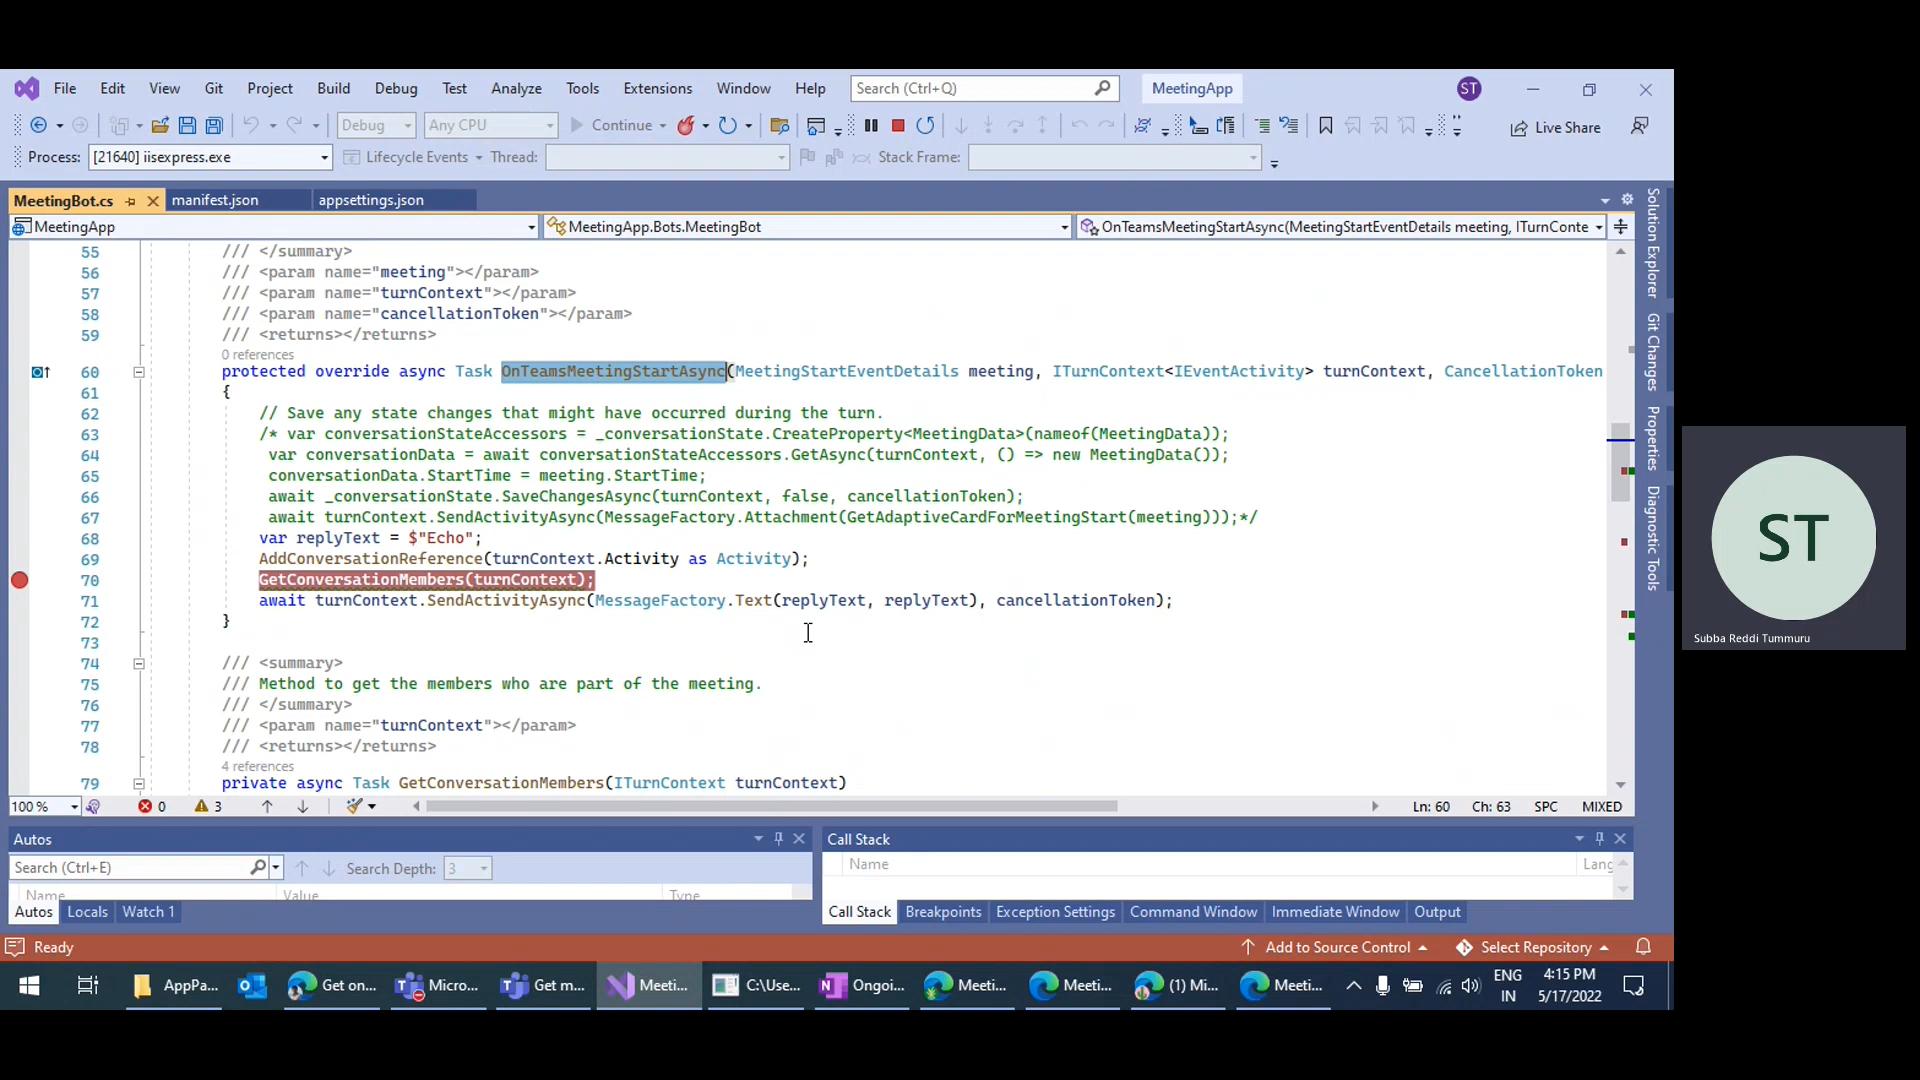 File Edit View Git Project Build Debug Test Analyze Tools Extensions Window Help Search (Ctrl+Q) MeetingApp ST
Debug Any CPU Continue Live Share
Process: [21640] iisexpress.exe Lifecycle Events Thread: Stack Frame:
MeetingBot.cs manifest.json appsettings.json
MeetingApp MeetingApp.Bots.MeetingBot OnTeamsMeetingStartAsync(MeetingStartEventDetails meeting, ITurnConte
55 /// </summary>
56 /// <param name="meeting"></param>
57 /// <param name="turnContext"></param>
58 /// <param name="cancellationToken"></param>
59 /// <returns></returns>
0 references
60 protected override async Task OnTeamsMeetingStartAsync(MeetingStartEventDetails meeting, ITurnContext<IEventActivity> turnContext, CancellationToken
61 {
62 // Save any state changes that might have occurred during the turn.
63 /* var conversationStateAccessors = _conversationState.CreateProperty<MeetingData>(nameof(MeetingData));
64 var conversationData = await conversationStateAccessors.GetAsync(turnContext, () => new MeetingData());
65 conversationData.StartTime = meeting.StartTime;
66 await _conversationState.SaveChangesAsync(turnContext, false, cancellationToken);
67 await turnContext.SendActivityAsync(MessageFactory.Attachment(GetAdaptiveCardForMeetingStart(meeting)));*/
68 var replyText = $"Echo";
69 AddConversationReference(turnContext.Activity as Activity);
70 GetConversationMembers(turnContext);
71 await turnContext.SendActivityAsync(MessageFactory.Text(replyText, replyText), cancellationToken);
72 }
73
74 /// <summary>
75 /// Method to get the members who are part of the meeting.
76 /// </summary>
77 /// <param name="turnContext"></param>
78 /// <returns></returns>
4 references
79 private async Task GetConversationMembers(ITurnContext turnContext)
100 % 0 3 Ln: 60 Ch: 63 SPC MIXED
Solution Explorer
Git Changes
Properties
Diagnostic Tools
Autos
Search (Ctrl+E) Search Depth: 3
Name Value Type
Autos Locals Watch 1
Call Stack
Name Lang
Call Stack Breakpoints Exception Settings Command Window Immediate Window Output
Ready Add to Source Control Select Repository
AppPa... Get on... Micro... Get m... Meeti... C:\Use... Ongoi... Meeti... Meeti... (1) Mi... Meeti... ENG IN 4:15 PM 5/17/2022
ST
Subba Reddi Tummuru